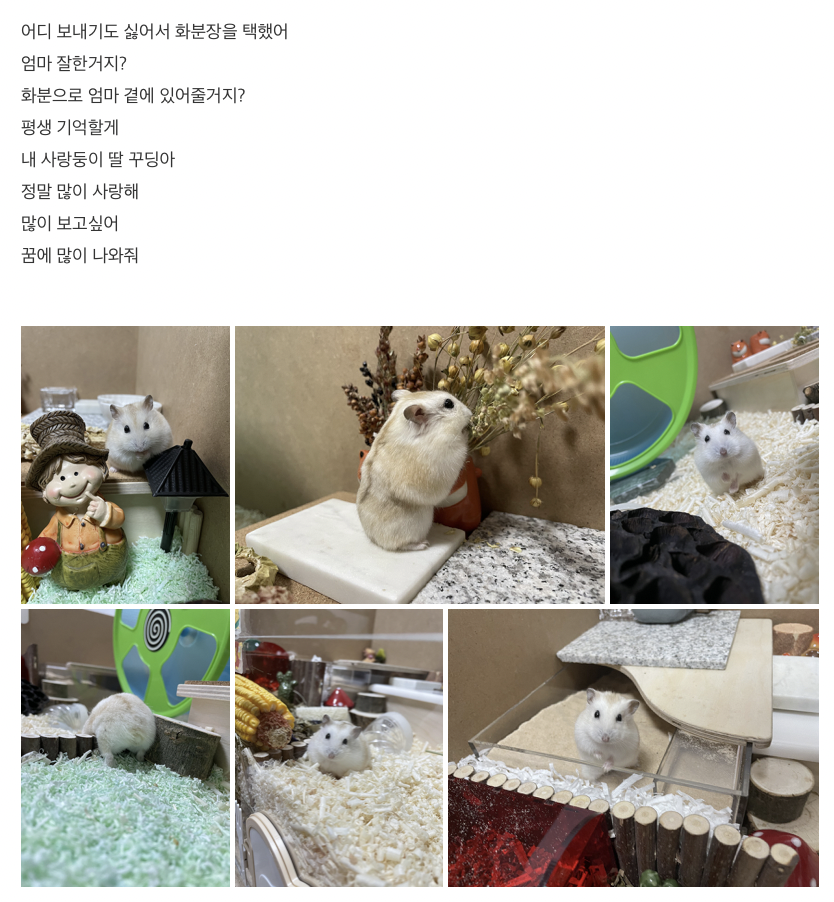 어디 보내기도 싫어서 화분장을 택했어
엄마 잘한거지?
화분으로 엄마 곁에 있어줄거지?
평생 기억할게
내 사랑둥이 딸 꾸딩아
정말 많이 사랑해
많이 보고싶어
꿈에 많이 나와줘